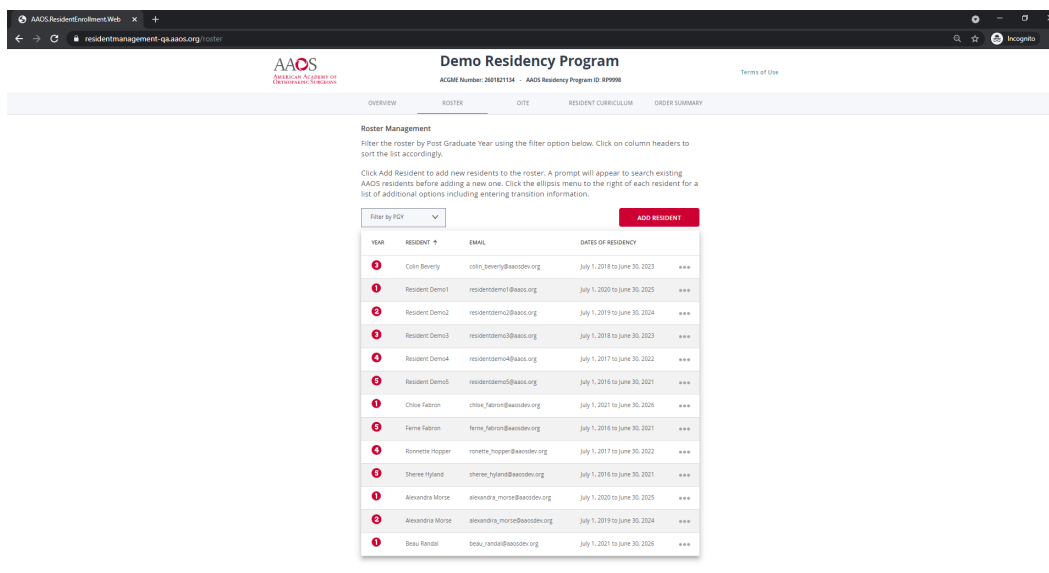 AAOS.ResidentEnrollment.Web
residentmanagement-qa.aaos.org/roster
Incognito
AAOS
AMERICAN ACADEMY OF
ORTHOPAEDIC SURGEONS
Demo Residency Program
ACGME Number: 2601821134 - AAOS Residency Program ID: RP9998
Terms of Use
OVERVIEW ROSTER OITE RESIDENT CURRICULUM ORDER SUMMARY
Roster Management
Filter the roster by Post Graduate Year using the filter option below. Click on column headers to
sort the list accordingly.
Click Add Resident to add new residents to the roster. A prompt will appear to search existing
AAOS residents before adding a new one. Click the ellipsis menu to the right of each resident for a
list of additional options including entering transition information.
Filter by PGY ADD RESIDENT
YEAR RESIDENT ↑ EMAIL DATES OF RESIDENCY
3 Colin Beverly colin_beverly@aaosdev.org July 1, 2018 to June 30, 2023
1 Resident Demo1 residentdemo1@aaos.org July 1, 2020 to June 30, 2025
2 Resident Demo2 residentdemo2@aaos.org July 1, 2019 to June 30, 2024
3 Resident Demo3 residentdemo3@aaos.org July 1, 2018 to June 30, 2023
4 Resident Demo4 residentdemo4@aaos.org July 1, 2017 to June 30, 2022
5 Resident Demo5 residentdemo5@aaos.org July 1, 2016 to June 30, 2021
1 Chloe Fabron chloe_fabron@aaosdev.org July 1, 2021 to June 30, 2026
5 Ferne Fabron ferne_fabron@aaosdev.org July 1, 2016 to June 30, 2021
4 Ronnette Hopper ronette_hopper@aaosdev.org July 1, 2017 to June 30, 2022
5 Sheree Hyland sheree_hyland@aaosdev.org July 1, 2016 to June 30, 2021
1 Alexandra Morse alexandra_morse@aaosdev.org July 1, 2020 to June 30, 2025
2 Alexandria Morse alexandira_morse@aaosdev.org July 1, 2019 to June 30, 2024
1 Beau Randal beau_randal@aaosdev.org July 1, 2021 to June 30, 2026